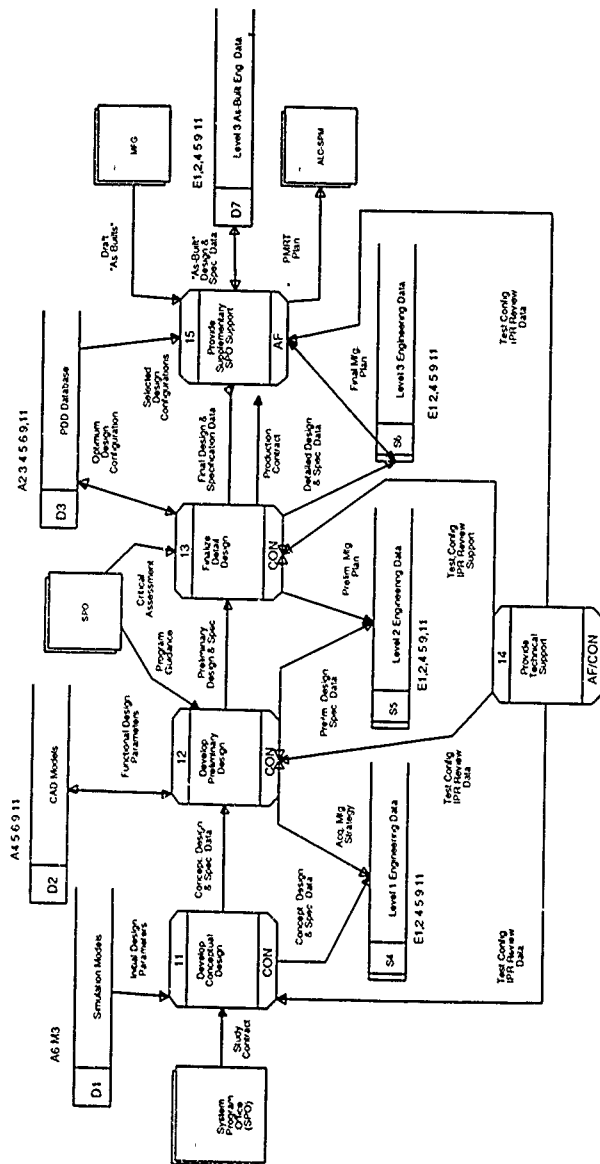 A6 M3
D1
Simulation Models
A4 5 6 9 11
D2
CAD Models
A2 3 4 5 6 9,11
D3
PDD Database
Initial Design
Parameters
Functional Design
Parameters
SPO
Program
Guidance
Critical
Assessment
Optimum
Design
Configuration
Selected
Design
Configurations
MFG
Draft
"As Builts"
System
Program
Office
(SPO)
Study
Contract
11
Develop
Conceptual
Design
CON
Concept Design
& Spec Data
12
Develop
Preliminary
Design
CON
Preliminary
Design & Spec
13
Finalize
Detail
Design
CON
Final Design &
Specification Data
Production
Contract
15
Provide
Supplementary
SPO Support
AF
"As-Built"
Design &
Spec Data
E1,2,4 5 9 11
D7
Level 3 As-Built Eng Data
PMRT
Plan
ALC-SPM
Concept Design
& Spec Data
Acq. Mfg
Strategy
Prelim Design
Spec Data
Prelim. Mfg
Plan
Detailed Design
& Spec Data
Final Mfg.
Plan
S4
Level 1 Engineering Data
E1,2 4 5 9 11
S5
Level 2 Engineering Data
E1,2,4 5 9,11
S6
Level 3 Engineering Data
E1 2,4 5 9 11
Test Config
IPR Review
Data
Test Config
IPR Review
Data
14
Provide
Technical
Support
AF/CON
Test Config
IPR Review
Support
Test Config
IPR Review
Data